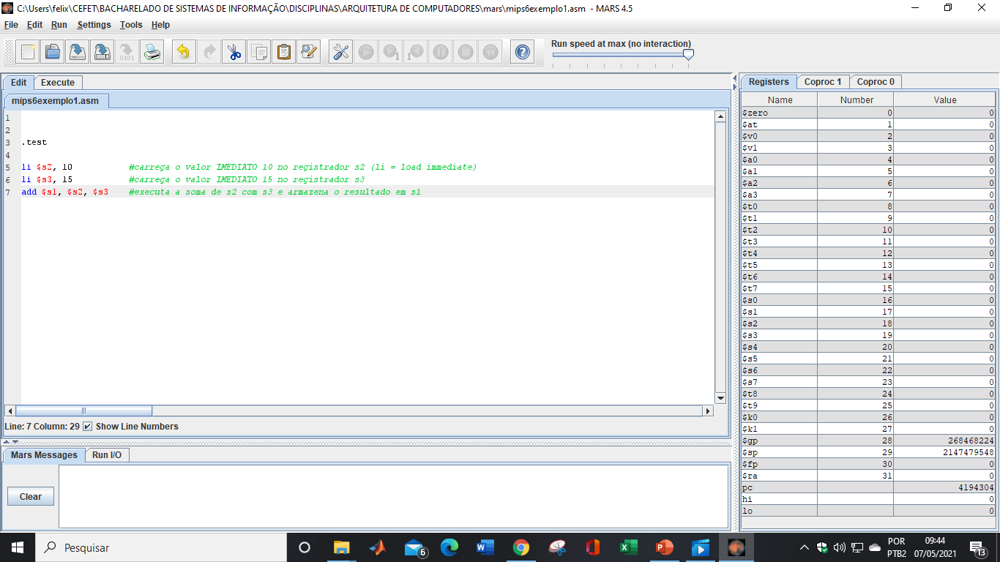 C:\Users\felix\CEFET\BACHARELADO DE SISTEMAS DE INFORMAÇÃO\DISCIPLINAS\ARQUITETURA DE COMPUTADORES\mars\mips6exemplo1.asm - MARS 4.5
File Edit Run Settings Tools Help
Run speed at max (no interaction)
Edit Execute
mips6exemplo1.asm
1
2
3 .test
4
5 li $s2, 10 #carrega o valor IMEDIATO 10 no registrador s2 (li = load immediate)
6 li $s3, 15 #carrega o valor IMEDIATO 15 no registrador s3
7 add $s1, $s2, $s3 #executa a soma de s2 com s3 e armazena o resultado em s1
Line: 7 Column: 29 Show Line Numbers
Mars Messages Run I/O
Clear
Registers Coproc 1 Coproc 0
Name Number Value
$zero 0 0
$at 1 0
$v0 2 0
$v1 3 0
$a0 4 0
$a1 5 0
$a2 6 0
$a3 7 0
$t0 8 0
$t1 9 0
$t2 10 0
$t3 11 0
$t4 12 0
$t5 13 0
$t6 14 0
$t7 15 0
$s0 16 0
$s1 17 0
$s2 18 0
$s3 19 0
$s4 20 0
$s5 21 0
$s6 22 0
$s7 23 0
$t8 24 0
$t9 25 0
$k0 26 0
$k1 27 0
$gp 28 268468224
$sp 29 2147479548
$fp 30 0
$ra 31 0
pc 4194304
hi 0
lo 0
Pesquisar
6
POR
PTB2
09:44
07/05/2021
13